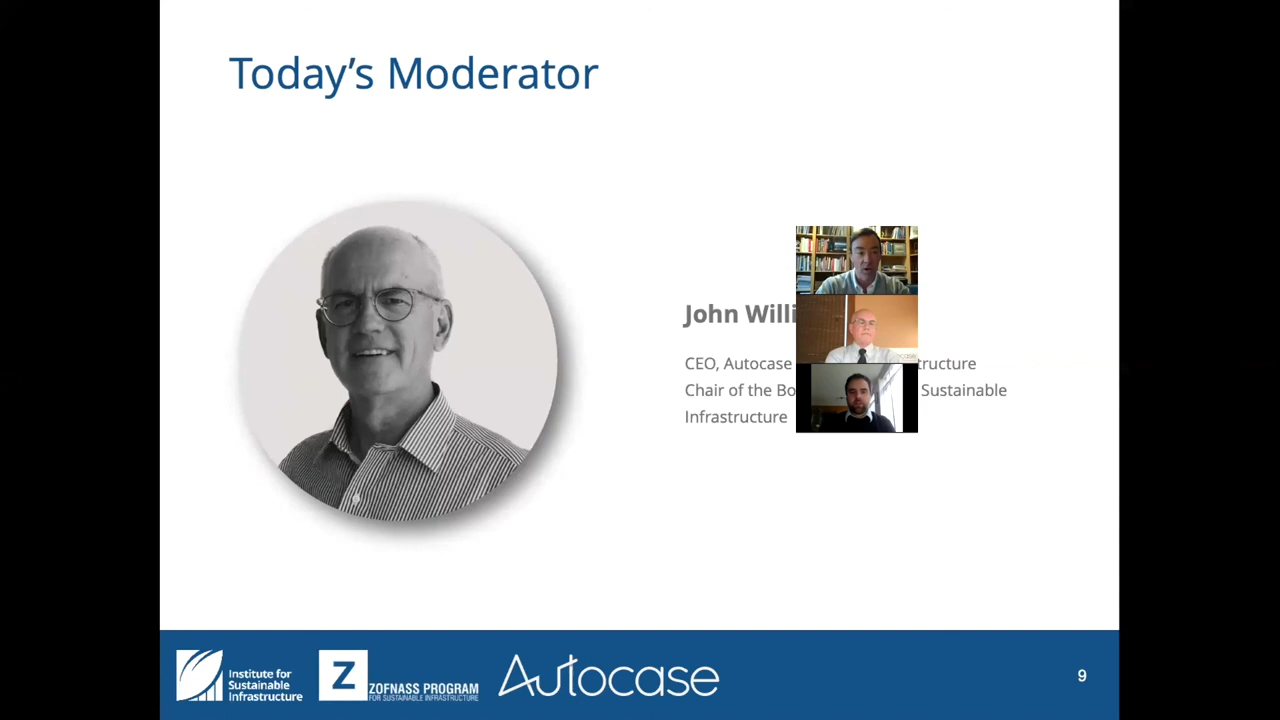 Today's Moderator
John Willi
CEO, Autocase tructure
Chair of the Bo Sustainable
Infrastructure
Institute for
Sustainable
Infrastructure
Z
ZOFNASS PROGRAM
FOR SUSTAINABLE INFRASTRUCTURE
Autocase
9